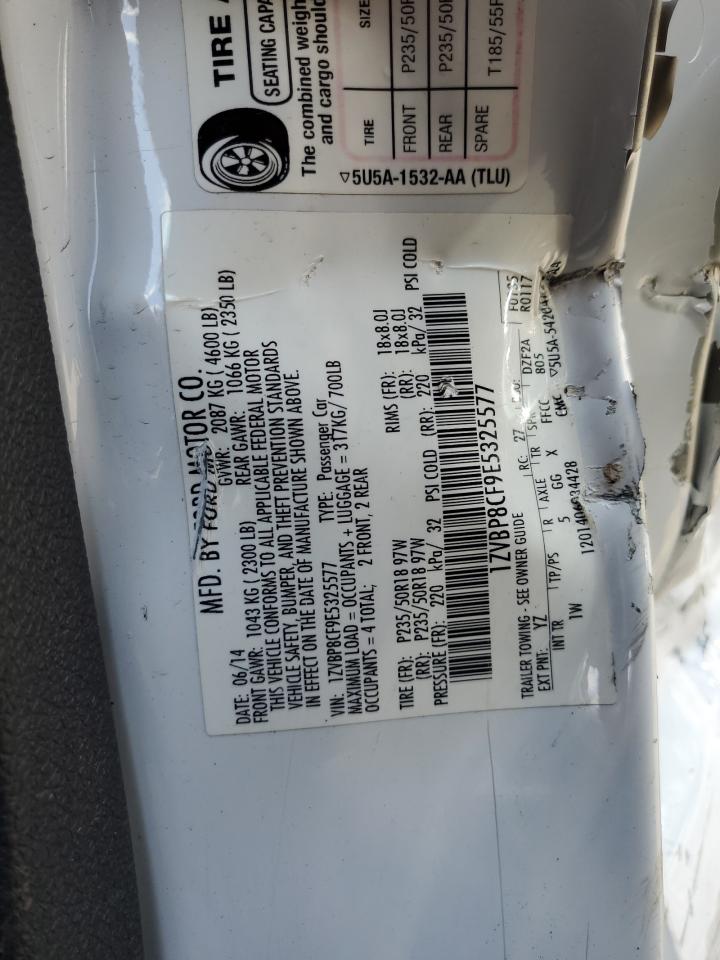 TIRE
SEATING CAPA
The combined weigh
and cargo shoul
TIRE SIZE
FRONT P235/50R
REAR P235/50R
SPARE T185/55R
▽5U5A-1532-AA (TLU)
MOTOR CO.
MFD. BY FORD
DATE: 06/14 GVWR: 2087 KG ( 4600 LB)
FRONT GAWR: 1043 KG ( 2300 LB) REAR GAWR: 1066 KG ( 2350 LB)
THIS VEHICLE CONFORMS TO ALL APPLICABLE FEDERAL MOTOR
VEHICLE SAFETY, BUMPER, AND THEFT PREVENTION STANDARDS
IN EFFECT ON THE DATE OF MANUFACTURE SHOWN ABOVE.
VIN: 1ZVBP8CF9E5325577 TYPE: Passenger Car
MAXIMUM LOAD = OCCUPANTS + LUGGAGE = 317KG/ 700LB
OCCUPANTS = 4 TOTAL; 2 FRONT, 2 REAR
TIRE (FR): P235/50R18 97W RIMS (FR): 18x8.0J
(RR): P235/50R18 97W (RR): 18x8.0J
PRESSURE (FR): 220 kPa/ 32 PSI COLD (RR): 220 kPa/ 32 PSI COLD
1ZVBP8CF9E5325577
TRAILER TOWING - SEE OWNER GUIDE RC: 27
EXT PNT: YZ DZF2A R0117
INT TR TP/PS R AXLE TR 805
1W 5 GG X FFCC
▽5U5A-5420